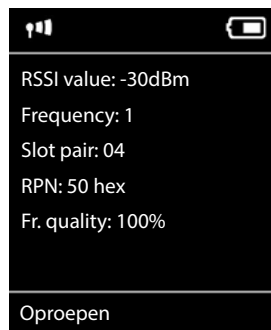 RSSI value: -30dBm
Frequency: 1
Slot pair: 04
RPN: 50 hex
Fr. quality: 100%
Oproepen